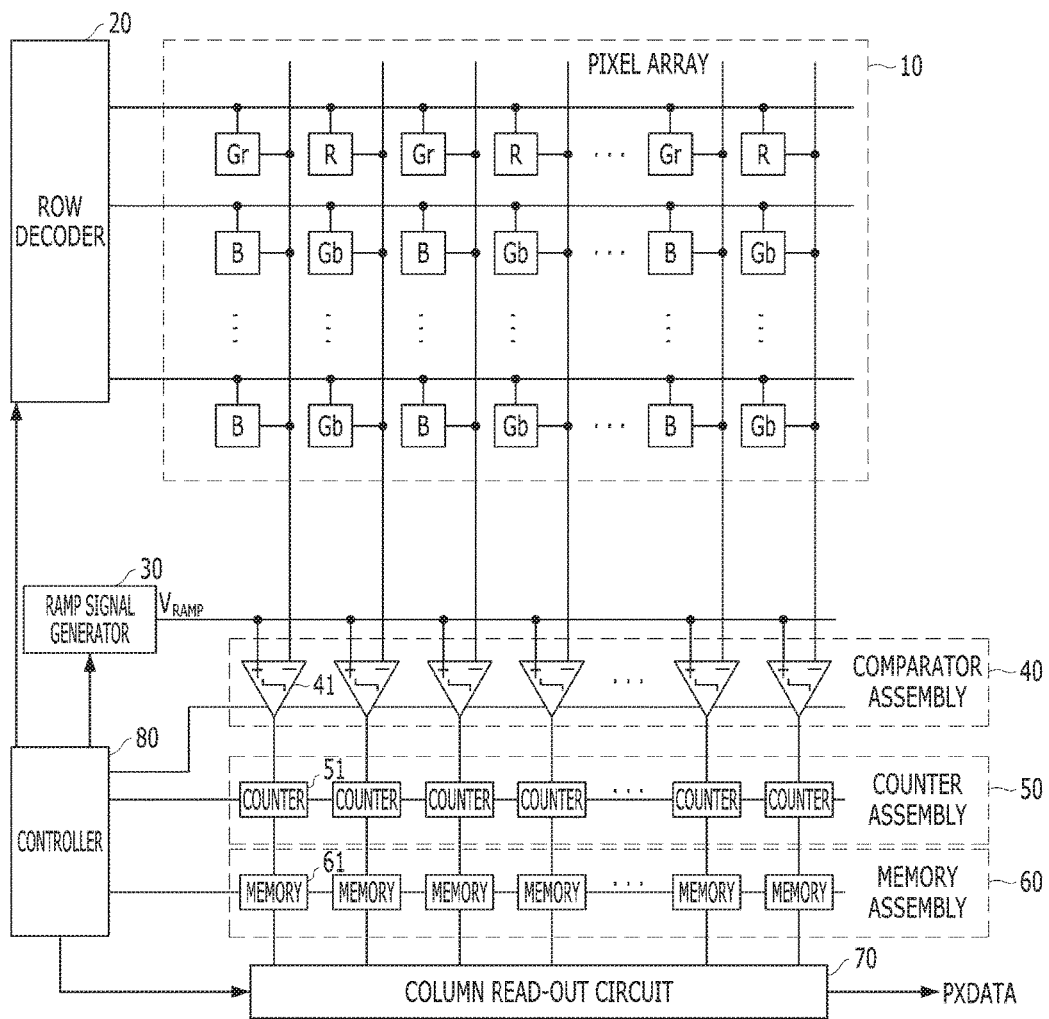 20
PIXEL ARRAY
10
ROW
DECODER
Gr R Gr R ... Gr R
B Gb B Gb ... B Gb
B Gb B Gb ... B Gb
30
RAMP SIGNAL
GENERATOR
VRAMP
+ − + − + − + − ... + − + −
41
COMPARATOR
ASSEMBLY
40
80
CONTROLLER
51
COUNTER COUNTER COUNTER COUNTER ... COUNTER COUNTER
COUNTER
ASSEMBLY
50
61
MEMORY MEMORY MEMORY MEMORY ... MEMORY MEMORY
MEMORY
ASSEMBLY
60
70
COLUMN READ-OUT CIRCUIT
PXDATA